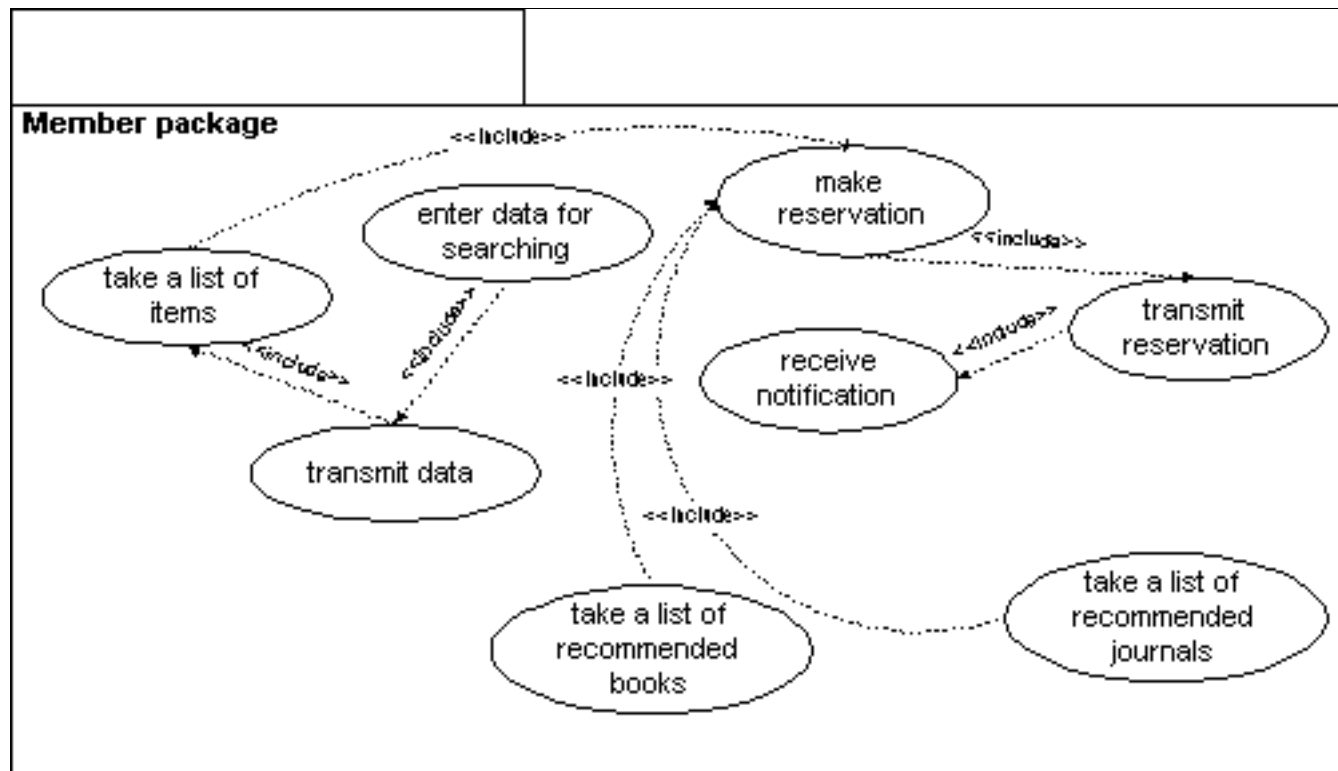 Member package
<<include>>
make
reservation
enter data for
searching
<<include>>
take a list of
items
transmit
reservation
<<include>>
<<include>>
<<include>>
receive
notification
<<include>>
transmit data
<<include>>
take a list of
recommended
books
take a list of
recommended
journals